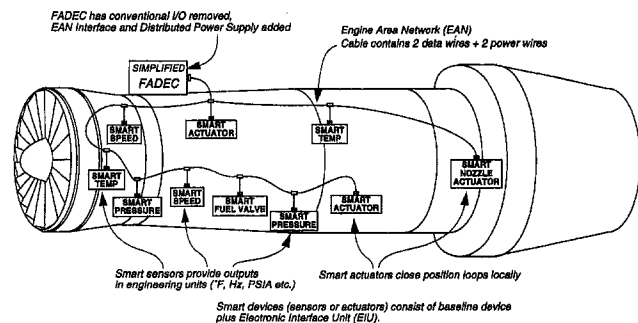 FADEC has conventional I/O removed,
EAN Interface and Distributed Power Supply added
Engine Area Network (EAN)
Cable contains 2 data wires + 2 power wires
SIMPLIFIED
FADEC
SMART
SPEED
SMART
ACTUATOR
SMART
TEMP
SMART
TEMP
SMART
PRESSURE
SMART
SPEED
SMART
FUEL VALVE
SMART
PRESSURE
SMART
ACTUATOR
SMART
NOZZLE
ACTUATOR
Smart sensors provide outputs
in engineering units (°F, Hz, PSIA etc.)
Smart actuators close position loops locally
Smart devices (sensors or actuators) consist of baseline device
plus Electronic Interface Unit (EIU).